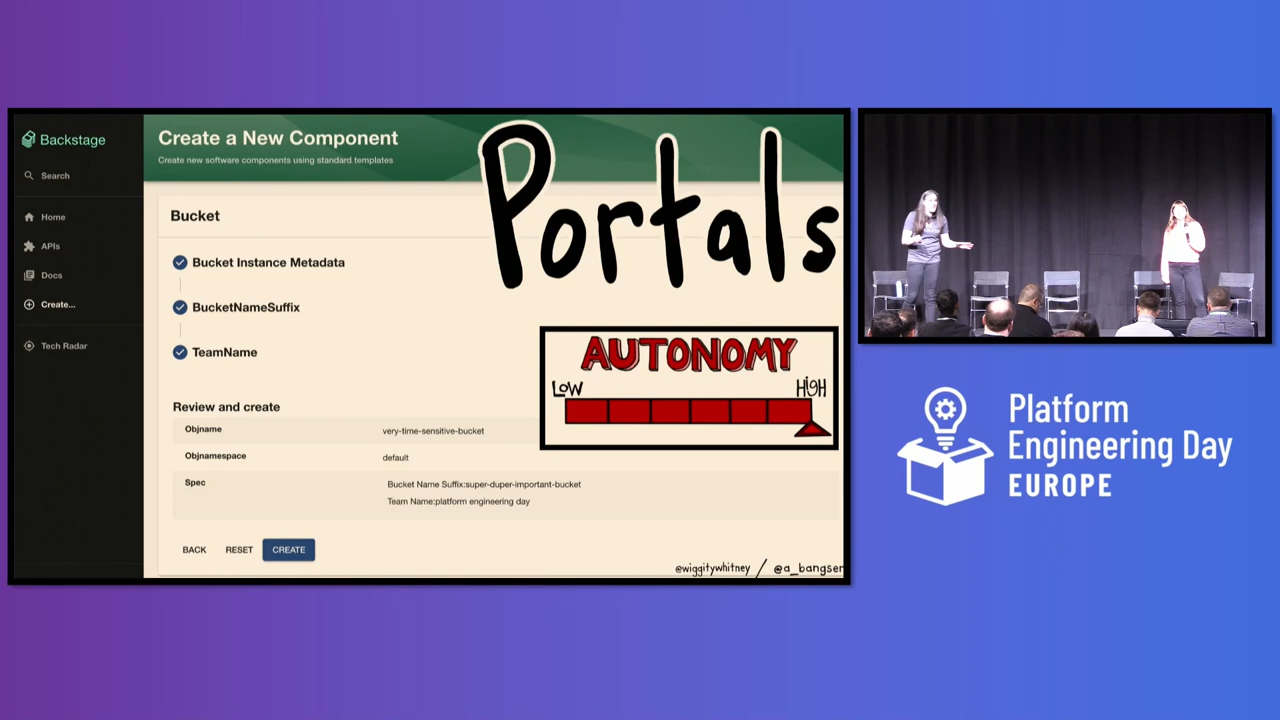 Backstage
Search
Home
APIs
Docs
Create...
Tech Radar
Create a New Component
Create new software components using standard templates
Portals
Bucket
Bucket Instance Metadata
BucketNameSuffix
TeamName
AUTONOMY
LOW
HIGH
Review and create
Objname
very-time-sensitive-bucket
Objnamespace
default
Spec
Bucket Name Suffix:super-duper-important-bucket
Team Name:platform engineering day
BACK
RESET
CREATE
@wiggitywhitney / @a_bangser
Platform
Engineering Day
EUROPE